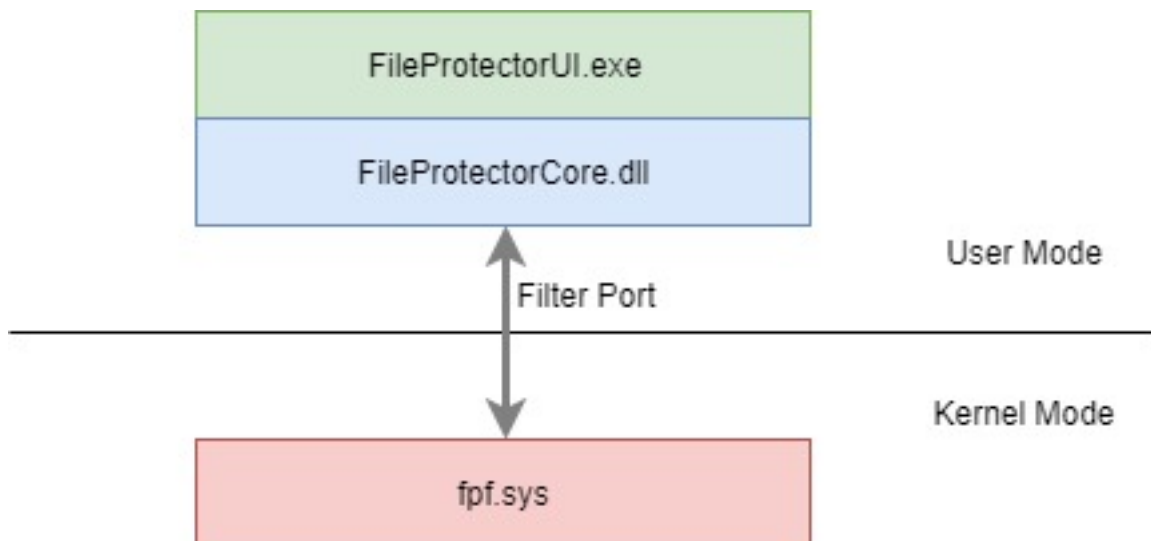 FileProtectorUI.exe
FileProtectorCore.dll
User Mode
Filter Port
Kernel Mode
fpf.sys